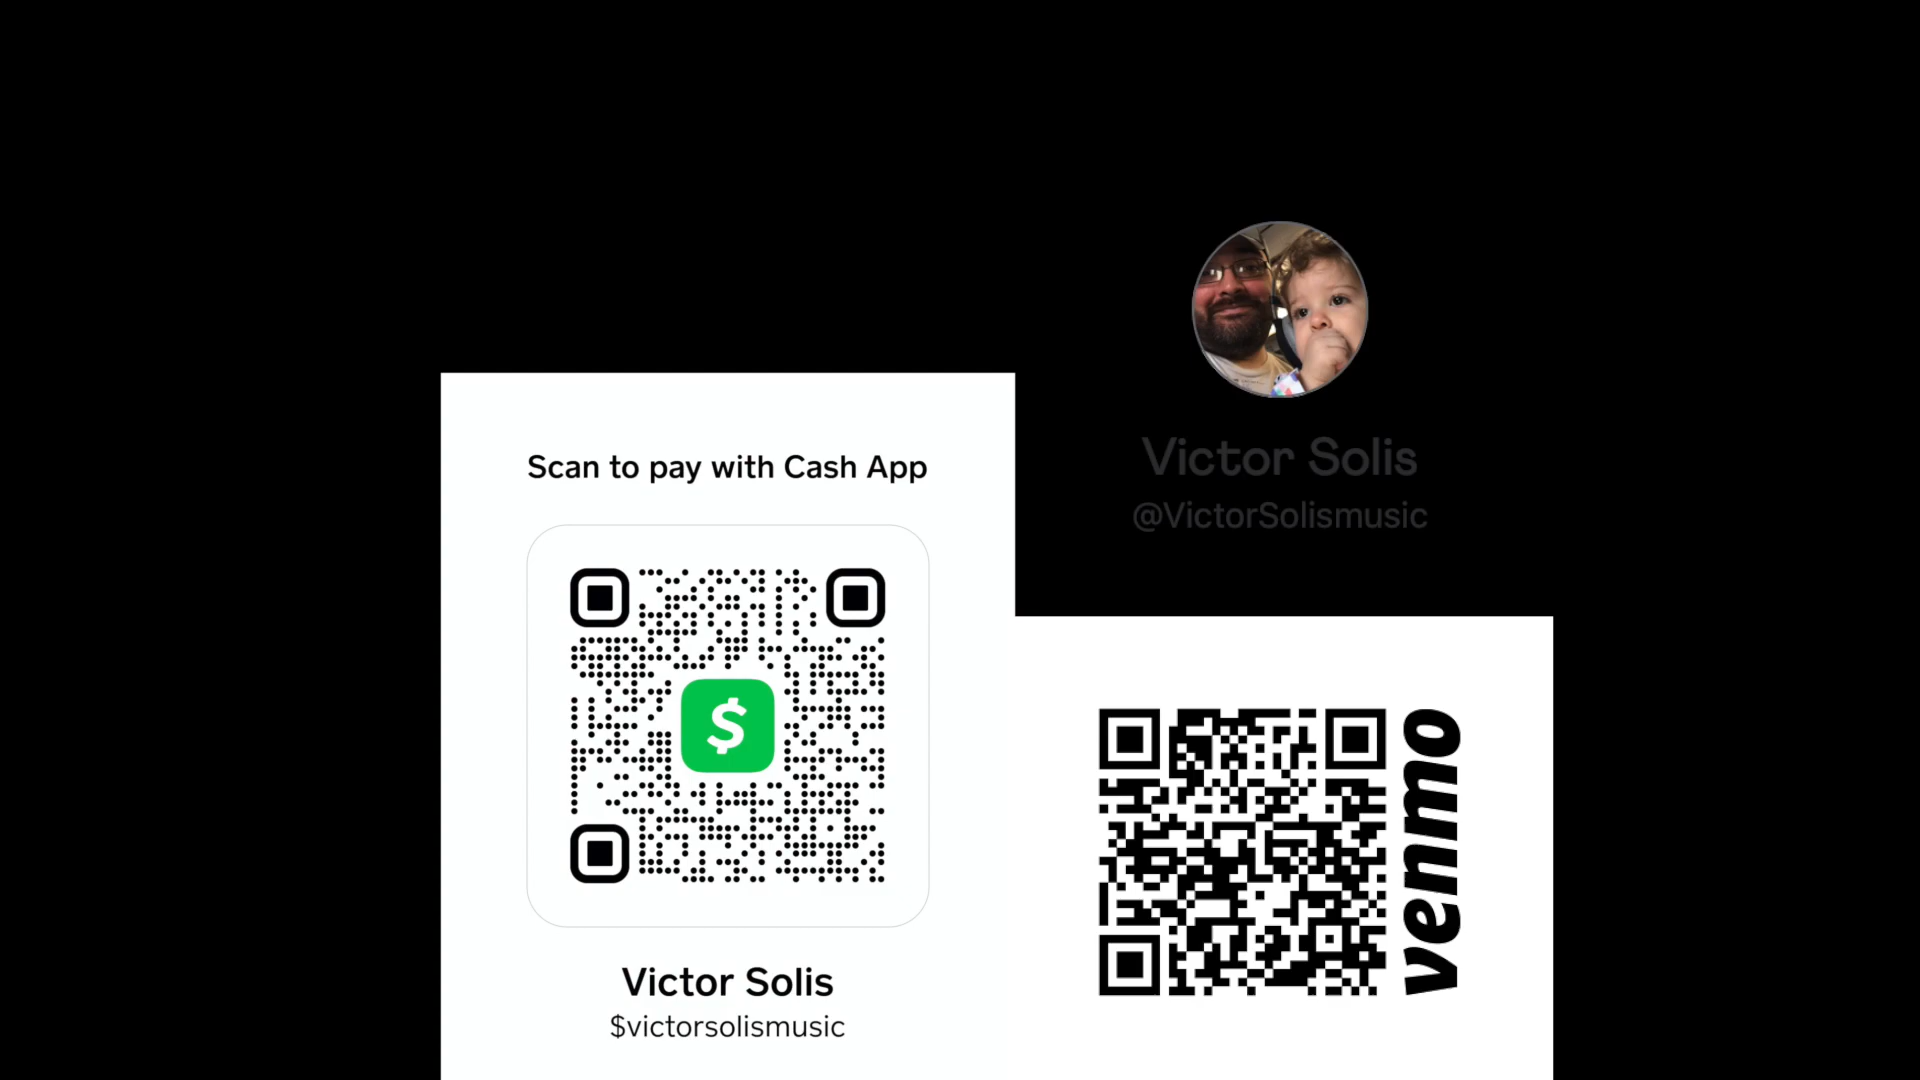 Scan to pay with Cash App
$
Victor Solis
$victorsolismusic
Victor Solis
@VictorSolismusic
venmo